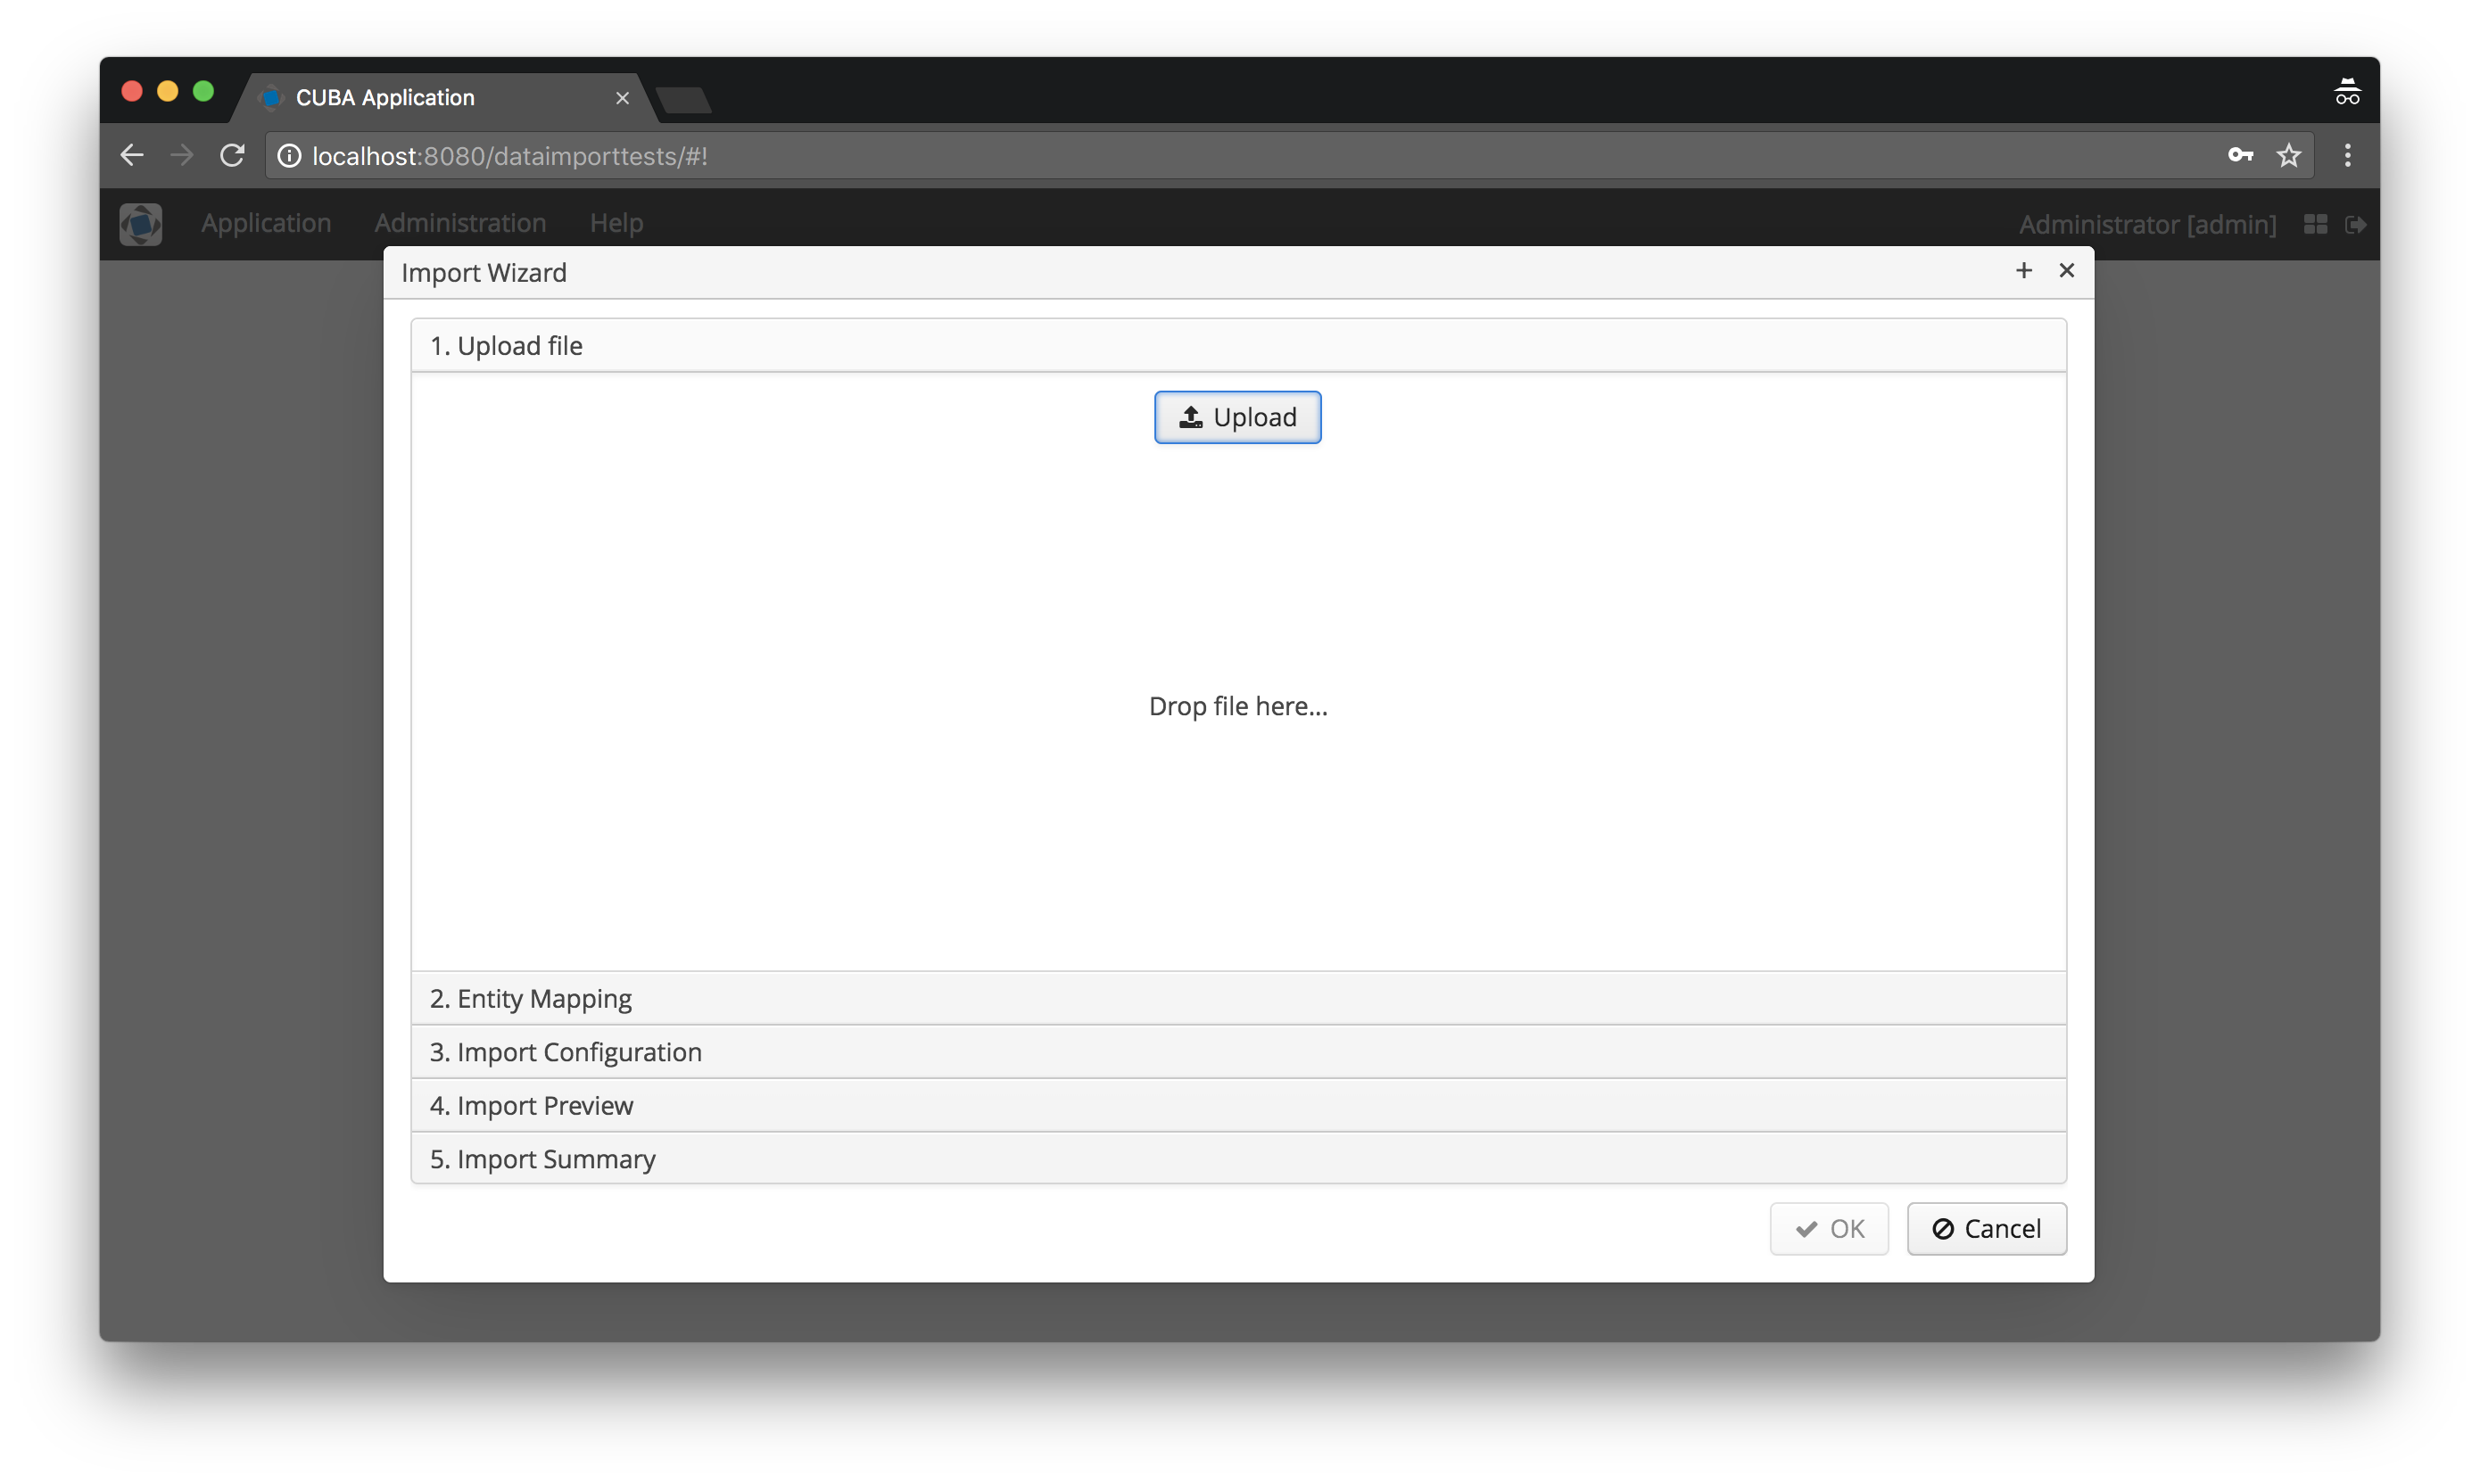 CUBA Application
localhost:8080/dataimporttests/#!
Application Administration Help Administrator [admin]
Import Wizard
1. Upload file
Upload
Drop file here...
2. Entity Mapping
3. Import Configuration
4. Import Preview
5. Import Summary
OK Cancel